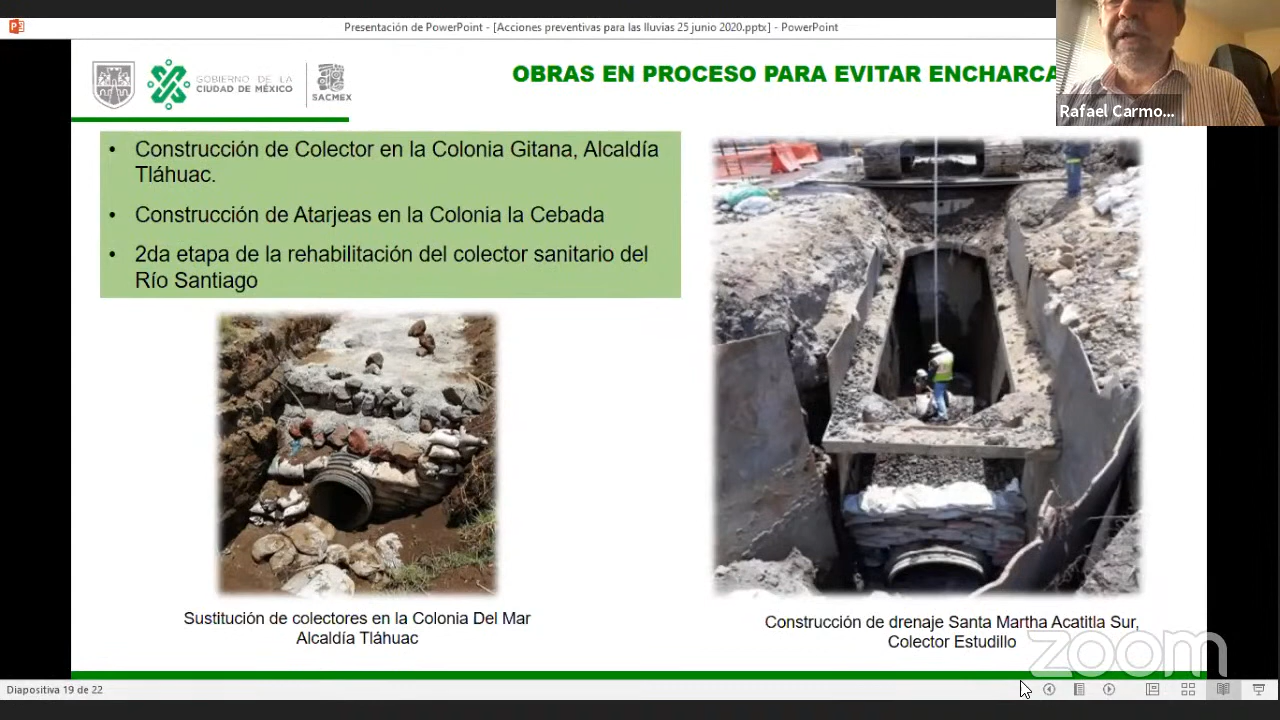 Presentación de PowerPoint - [Acciones preventivas para las lluvias 25 junio 2020.pptx] - PowerPoint
GOBIERNO DE LA
CIUDAD DE MÉXICO
SACMEX
OBRAS EN PROCESO PARA EVITAR ENCHARCA
Rafael Carmo...
• Construcción de Colector en la Colonia Gitana, Alcaldía
Tláhuac.
• Construcción de Atarjeas en la Colonia la Cebada
• 2da etapa de la rehabilitación del colector sanitario del
Río Santiago
Sustitución de colectores en la Colonia Del Mar
Alcaldía Tláhuac
Construcción de drenaje Santa Martha Acatitla Sur,
Colector Estudillo
zoom
Diapositiva 19 de 22